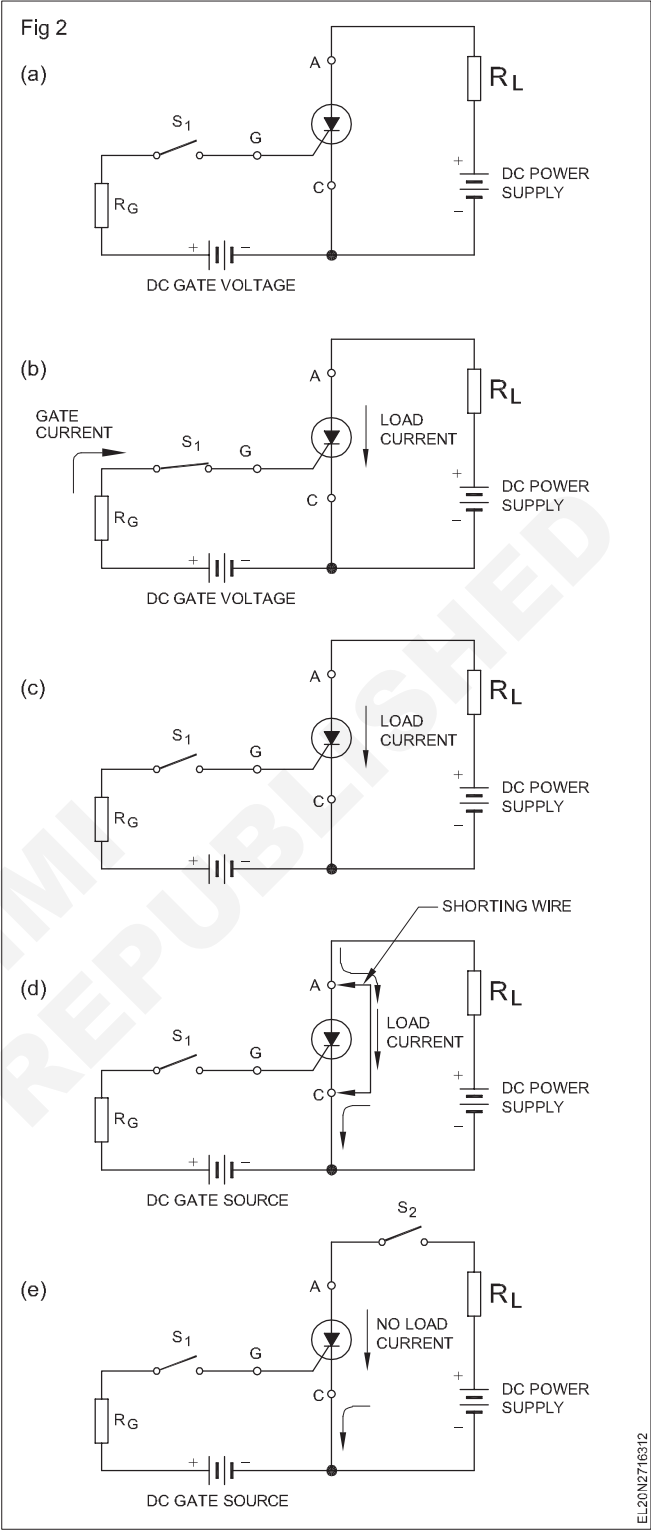 Fig 2
(a)
A
RL
S1
G
C
+
DC POWER
SUPPLY
–
RG
+ –
DC GATE VOLTAGE
(b)
A
RL
GATE
CURRENT
S1
G
LOAD
CURRENT
C
+
DC POWER
SUPPLY
–
RG
+ –
DC GATE VOLTAGE
(c)
A
RL
S1
G
LOAD
CURRENT
C
+
DC POWER
SUPPLY
–
RG
+ –
SHORTING WIRE
(d)
A
RL
S1
G
LOAD
CURRENT
C
+
DC POWER
SUPPLY
–
RG
+ –
DC GATE SOURCE
S2
(e)
A
RL
S1
G
NO LOAD
CURRENT
C
+
DC POWER
SUPPLY
–
RG
+ –
DC GATE SOURCE
EL20N2716312
IMI
REPUBLISHED